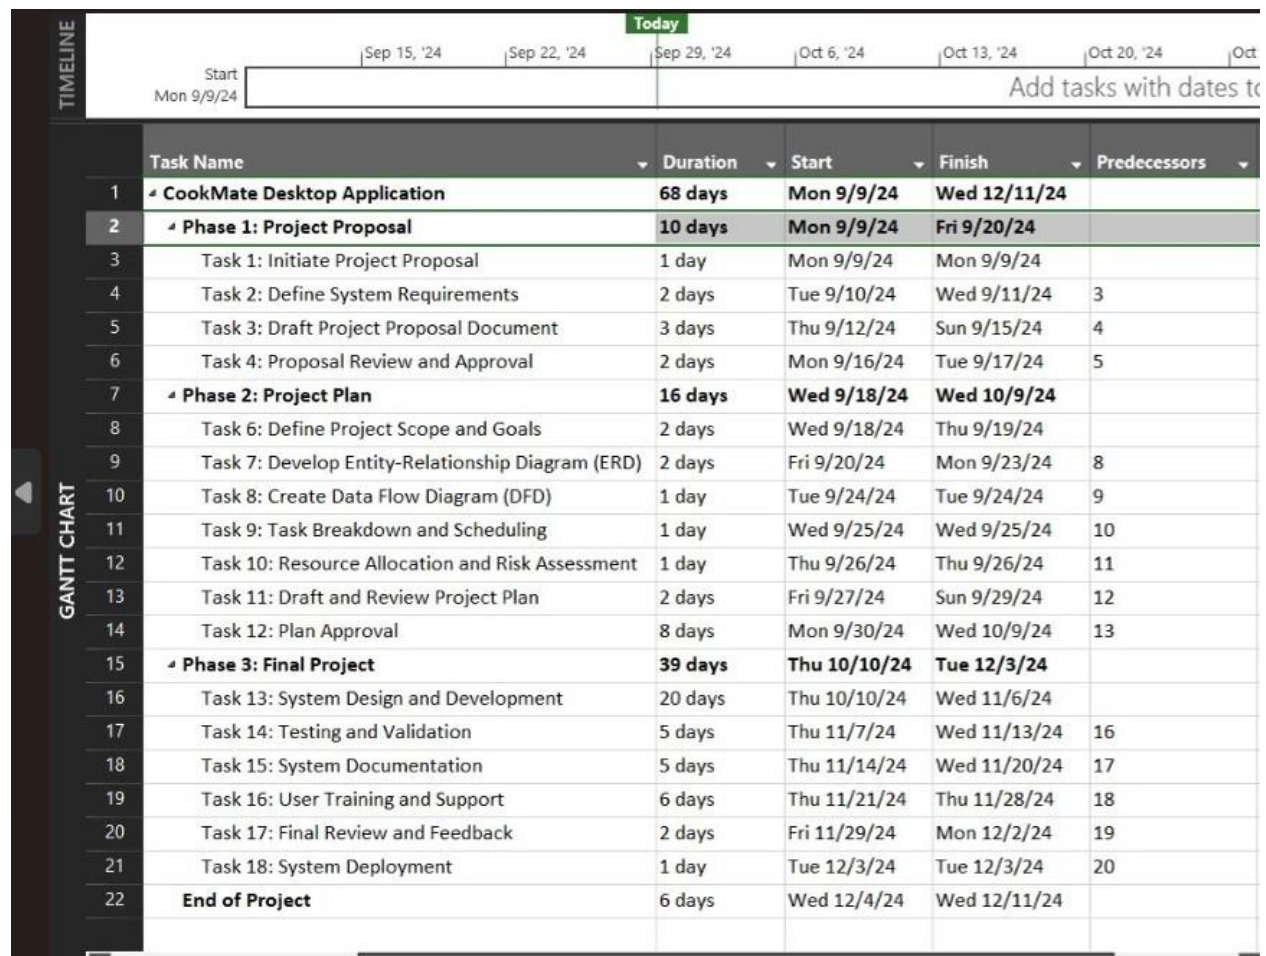 TIMELINE
Today
Sep 15, '24 Sep 22, '24 Sep 29, '24 Oct 6, '24 Oct 13, '24 Oct 20, '24 Oct
Start
Mon 9/9/24
Add tasks with dates to
GANTT CHART
Task Name Duration Start Finish Predecessors
1 CookMate Desktop Application 68 days Mon 9/9/24 Wed 12/11/24
2 Phase 1: Project Proposal 10 days Mon 9/9/24 Fri 9/20/24
3 Task 1: Initiate Project Proposal 1 day Mon 9/9/24 Mon 9/9/24
4 Task 2: Define System Requirements 2 days Tue 9/10/24 Wed 9/11/24 3
5 Task 3: Draft Project Proposal Document 3 days Thu 9/12/24 Sun 9/15/24 4
6 Task 4: Proposal Review and Approval 2 days Mon 9/16/24 Tue 9/17/24 5
7 Phase 2: Project Plan 16 days Wed 9/18/24 Wed 10/9/24
8 Task 6: Define Project Scope and Goals 2 days Wed 9/18/24 Thu 9/19/24
9 Task 7: Develop Entity-Relationship Diagram (ERD) 2 days Fri 9/20/24 Mon 9/23/24 8
10 Task 8: Create Data Flow Diagram (DFD) 1 day Tue 9/24/24 Tue 9/24/24 9
11 Task 9: Task Breakdown and Scheduling 1 day Wed 9/25/24 Wed 9/25/24 10
12 Task 10: Resource Allocation and Risk Assessment 1 day Thu 9/26/24 Thu 9/26/24 11
13 Task 11: Draft and Review Project Plan 2 days Fri 9/27/24 Sun 9/29/24 12
14 Task 12: Plan Approval 8 days Mon 9/30/24 Wed 10/9/24 13
15 Phase 3: Final Project 39 days Thu 10/10/24 Tue 12/3/24
16 Task 13: System Design and Development 20 days Thu 10/10/24 Wed 11/6/24
17 Task 14: Testing and Validation 5 days Thu 11/7/24 Wed 11/13/24 16
18 Task 15: System Documentation 5 days Thu 11/14/24 Wed 11/20/24 17
19 Task 16: User Training and Support 6 days Thu 11/21/24 Thu 11/28/24 18
20 Task 17: Final Review and Feedback 2 days Fri 11/29/24 Mon 12/2/24 19
21 Task 18: System Deployment 1 day Tue 12/3/24 Tue 12/3/24 20
22 End of Project 6 days Wed 12/4/24 Wed 12/11/24